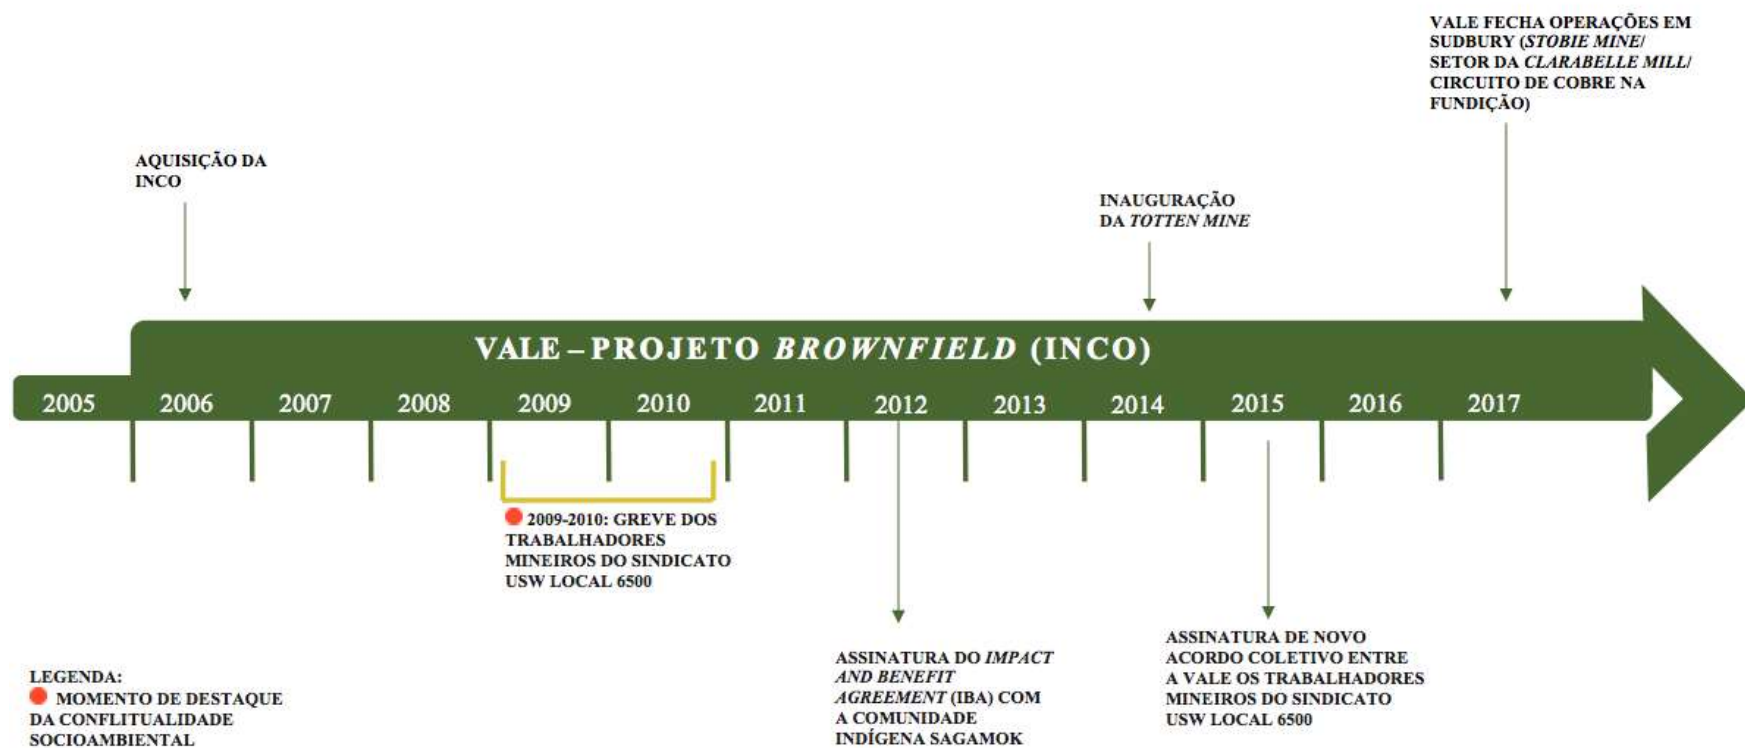 VALE FECHA OPERAÇÕES EM
SUDBURY (STOBIE MINE/
SETOR DA CLARABELLE MILL/
CIRCUITO DE COBRE NA
FUNDIÇÃO)
AQUISIÇÃO DA
INCO
INAUGURAÇÃO
DA TOTTEN MINE
VALE – PROJETO BROWNFIELD (INCO)
2005 2006 2007 2008 2009 2010 2011 2012 2013 2014 2015 2016 2017
2009-2010: GREVE DOS
TRABALHADORES
MINEIROS DO SINDICATO
USW LOCAL 6500
ASSINATURA DO IMPACT
AND BENEFIT
AGREEMENT (IBA) COM
A COMUNIDADE
INDÍGENA SAGAMOK
ASSINATURA DE NOVO
ACORDO COLETIVO ENTRE
A VALE OS TRABALHADORES
MINEIROS DO SINDICATO
USW LOCAL 6500
LEGENDA:
MOMENTO DE DESTAQUE
DA CONFLITUALIDADE
SOCIOAMBIENTAL